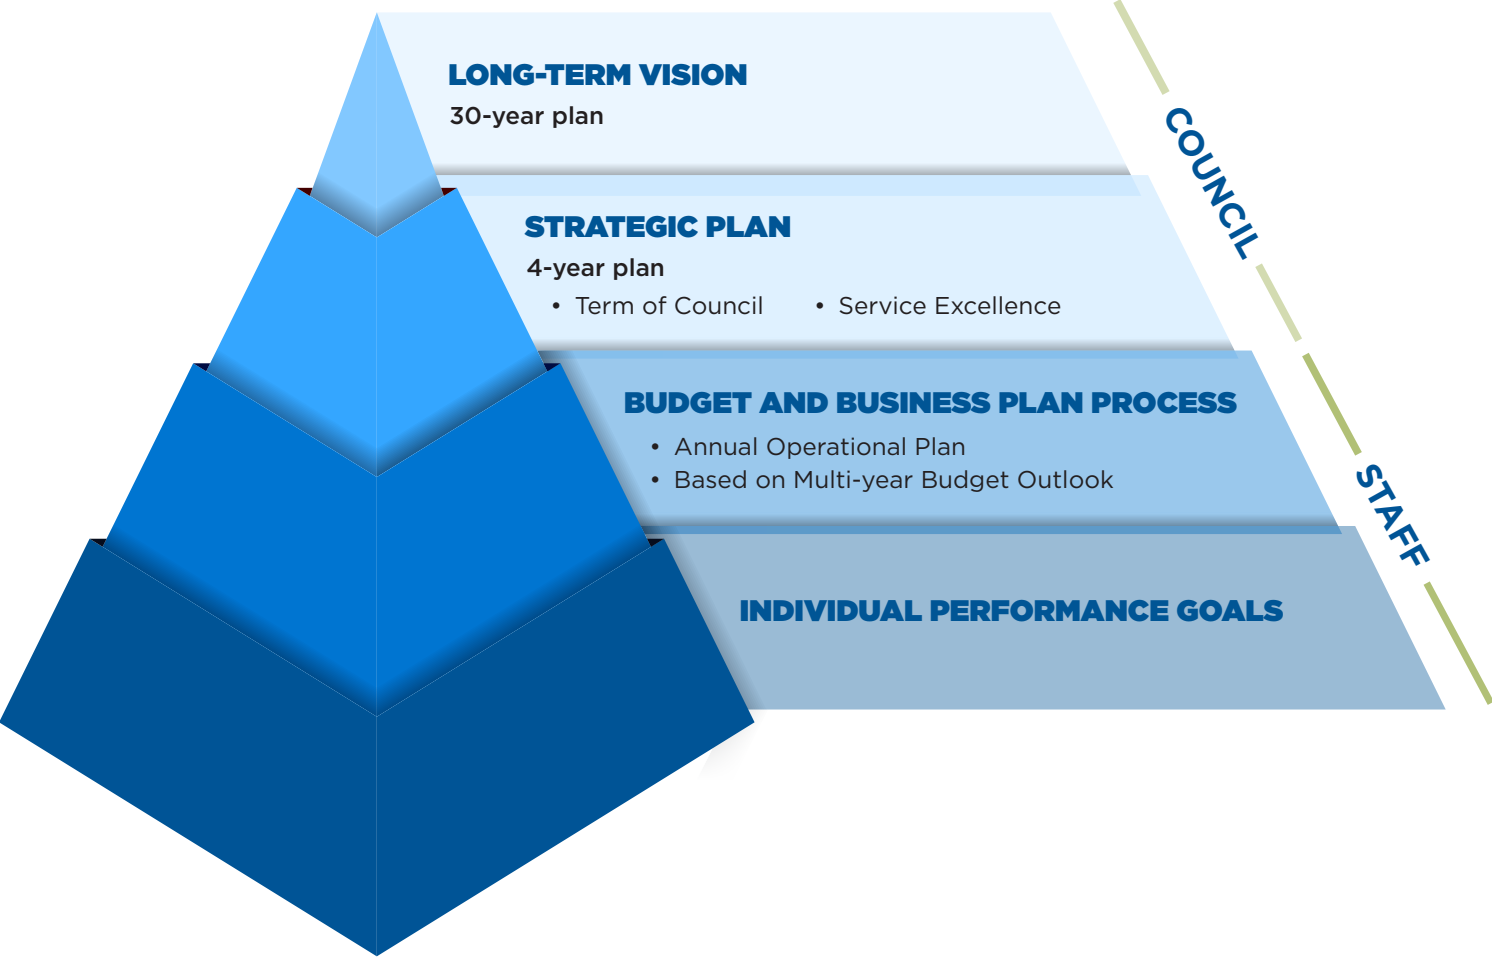 LONG-TERM VISION
30-year plan
STRATEGIC PLAN
4-year plan
• Term of Council • Service Excellence
BUDGET AND BUSINESS PLAN PROCESS
• Annual Operational Plan
• Based on Multi-year Budget Outlook
INDIVIDUAL PERFORMANCE GOALS
COUNCIL
STAFF